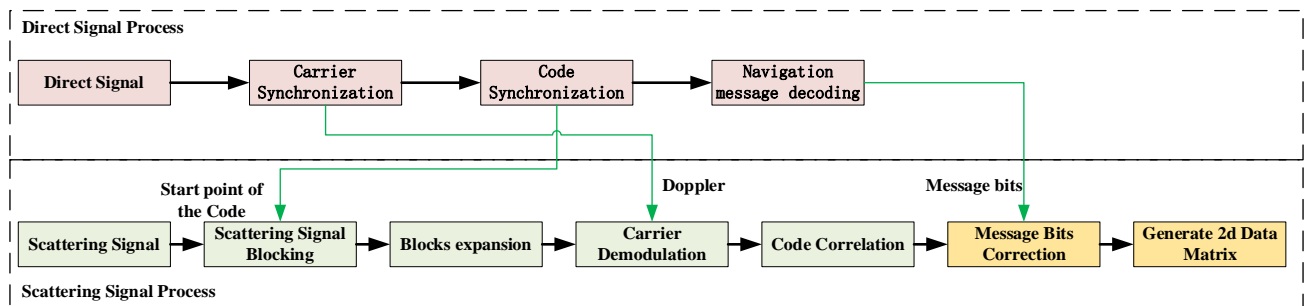 Direct Signal Process
Direct Signal
Carrier
Synchronization
Code
Synchronization
Navigation
message decoding
Start point of
the Code
Doppler
Message bits
Scattering Signal
Scattering Signal
Blocking
Blocks expansion
Carrier
Demodulation
Code Correlation
Message Bits
Correction
Generate 2d Data
Matrix
Scattering Signal Process